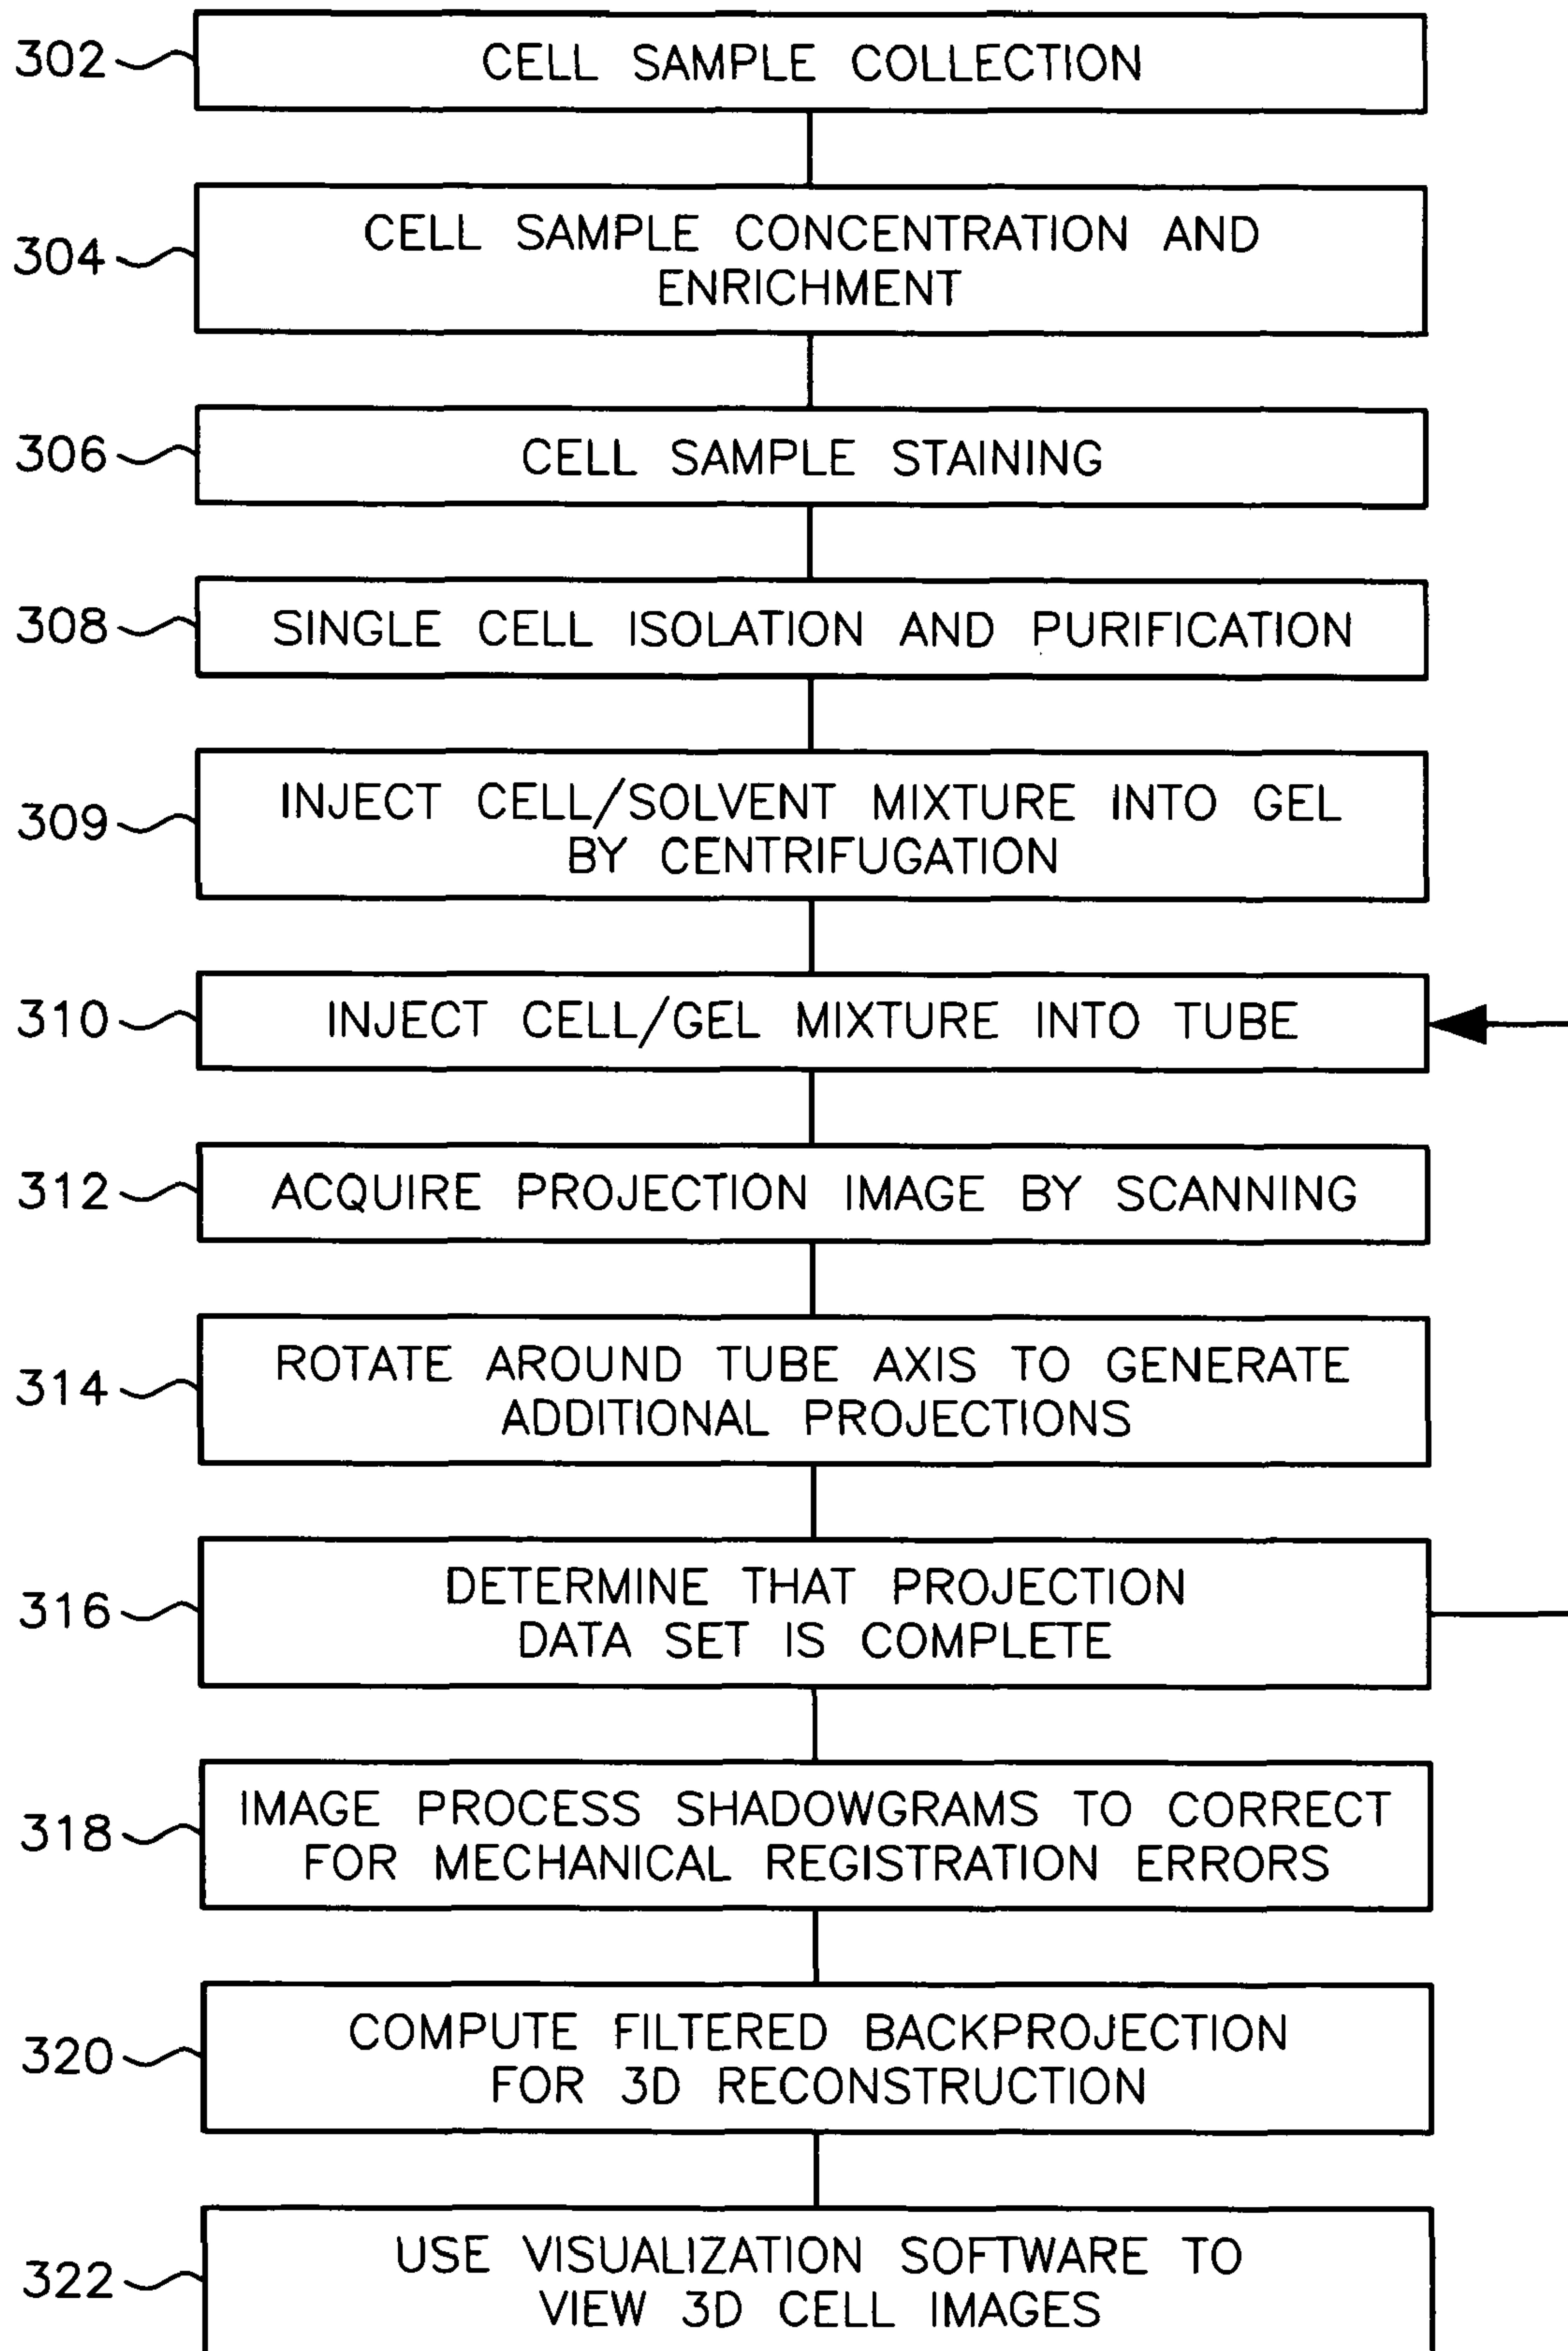 302
CELL SAMPLE COLLECTION
304
CELL SAMPLE CONCENTRATION AND
ENRICHMENT
306
CELL SAMPLE STAINING
308
SINGLE CELL ISOLATION AND PURIFICATION
309
INJECT CELL/SOLVENT MIXTURE INTO GEL
BY CENTRIFUGATION
310
INJECT CELL/GEL MIXTURE INTO TUBE
312
ACQUIRE PROJECTION IMAGE BY SCANNING
314
ROTATE AROUND TUBE AXIS TO GENERATE
ADDITIONAL PROJECTIONS
316
DETERMINE THAT PROJECTION
DATA SET IS COMPLETE
318
IMAGE PROCESS SHADOWGRAMS TO CORRECT
FOR MECHANICAL REGISTRATION ERRORS
320
COMPUTE FILTERED BACKPROJECTION
FOR 3D RECONSTRUCTION
322
USE VISUALIZATION SOFTWARE TO
VIEW 3D CELL IMAGES